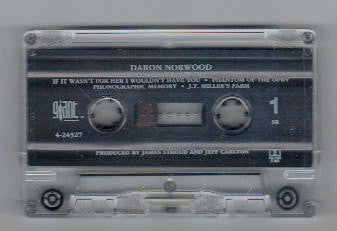 DARON NORWOOD
IF IT WASN'T FOR HER I WOULDN'T HAVE YOU • PHANTOM OF THE OPRY
PHONOGRAPHIC MEMORY • J.T. MILLER'S FARM
giant
1
4-24527
PRODUCED BY JAMES STROUD AND JEFF CARLTON